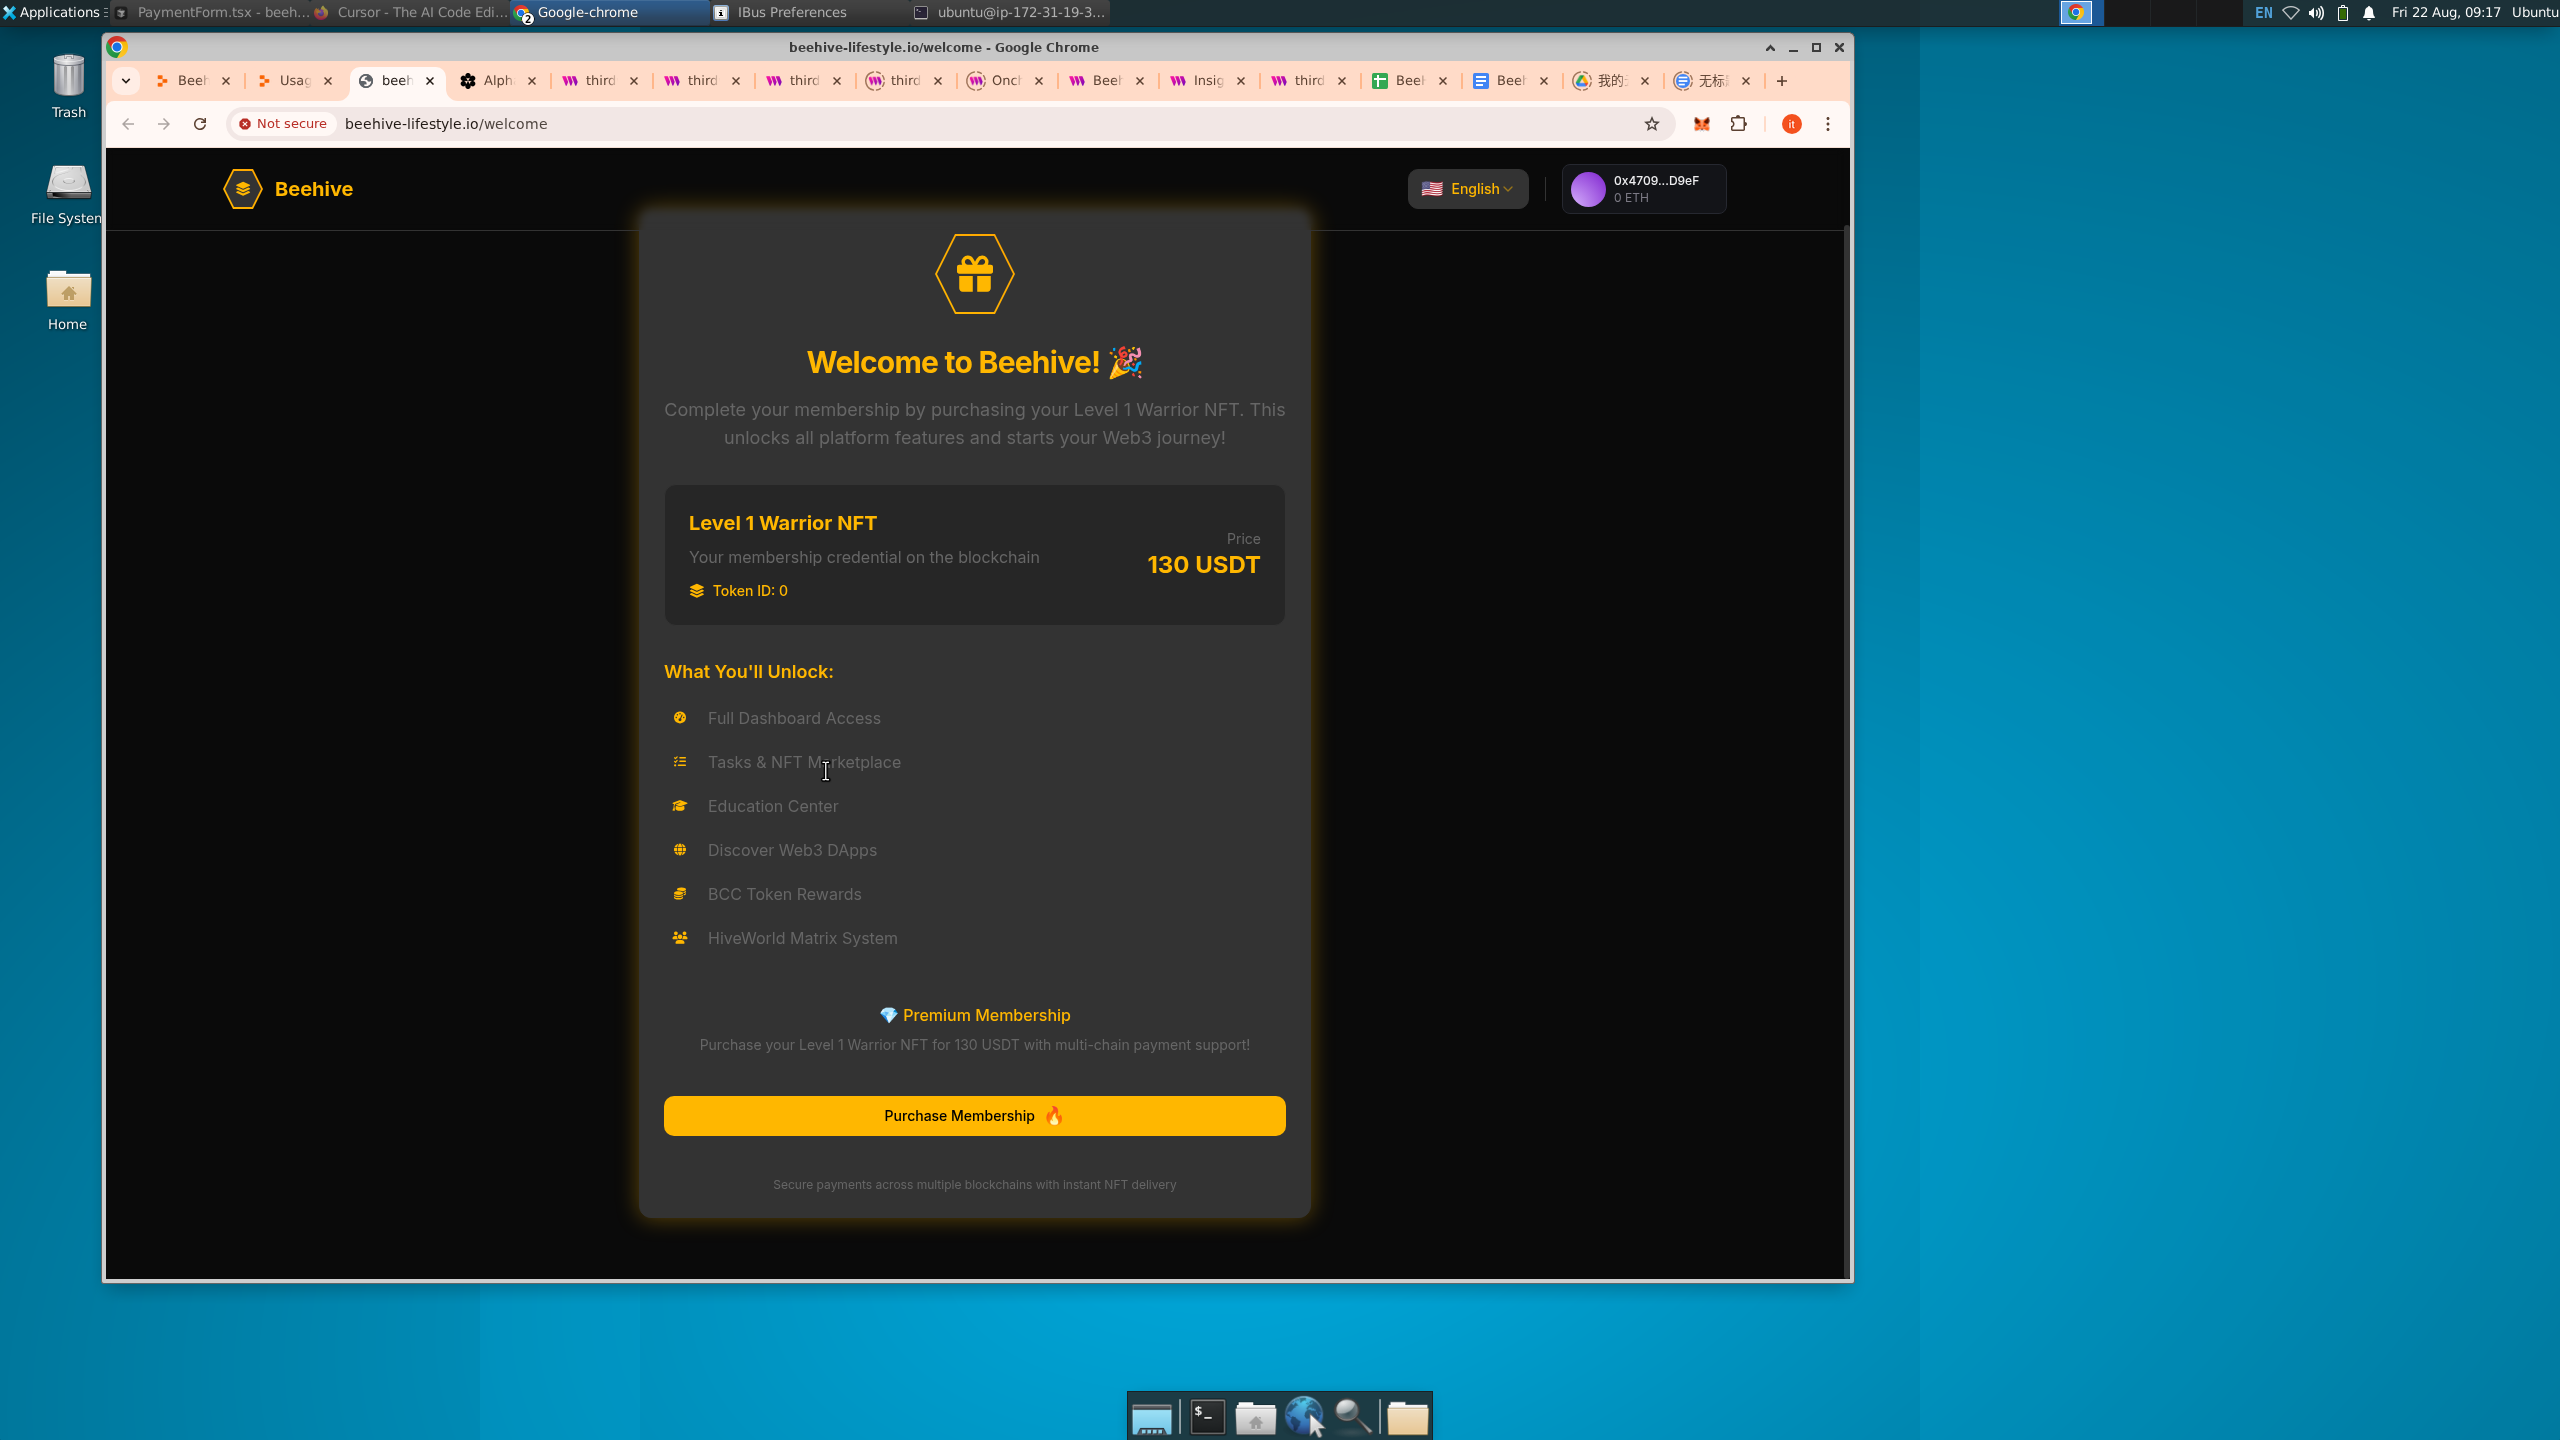 Applications
PaymentForm.tsx - beeh...
Cursor - The AI Code Edi...
Google-chrome
IBus Preferences
ubuntu@ip-172-31-19-3...
EN
Fri 22 Aug, 09:17
Ubuntu
Trash
File System
Home
beehive-lifestyle.io/welcome - Google Chrome
Beeh
Usag
beeh
Alph
third
third
third
third
Onc
Beel
Insig
third
BeeH
Beeh
我的
无标
Not secure
beehive-lifestyle.io/welcome
it
Beehive
English
0x4709...D9eF
0 ETH
Welcome to Beehive! 🎉
Complete your membership by purchasing your Level 1 Warrior NFT. This
unlocks all platform features and starts your Web3 journey!
Level 1 Warrior NFT
Your membership credential on the blockchain
Token ID: 0
Price
130 USDT
What You'll Unlock:
Full Dashboard Access
Tasks & NFT Marketplace
Education Center
Discover Web3 DApps
BCC Token Rewards
HiveWorld Matrix System
💎 Premium Membership
Purchase your Level 1 Warrior NFT for 130 USDT with multi-chain payment support!
Purchase Membership 🔥
Secure payments across multiple blockchains with instant NFT delivery